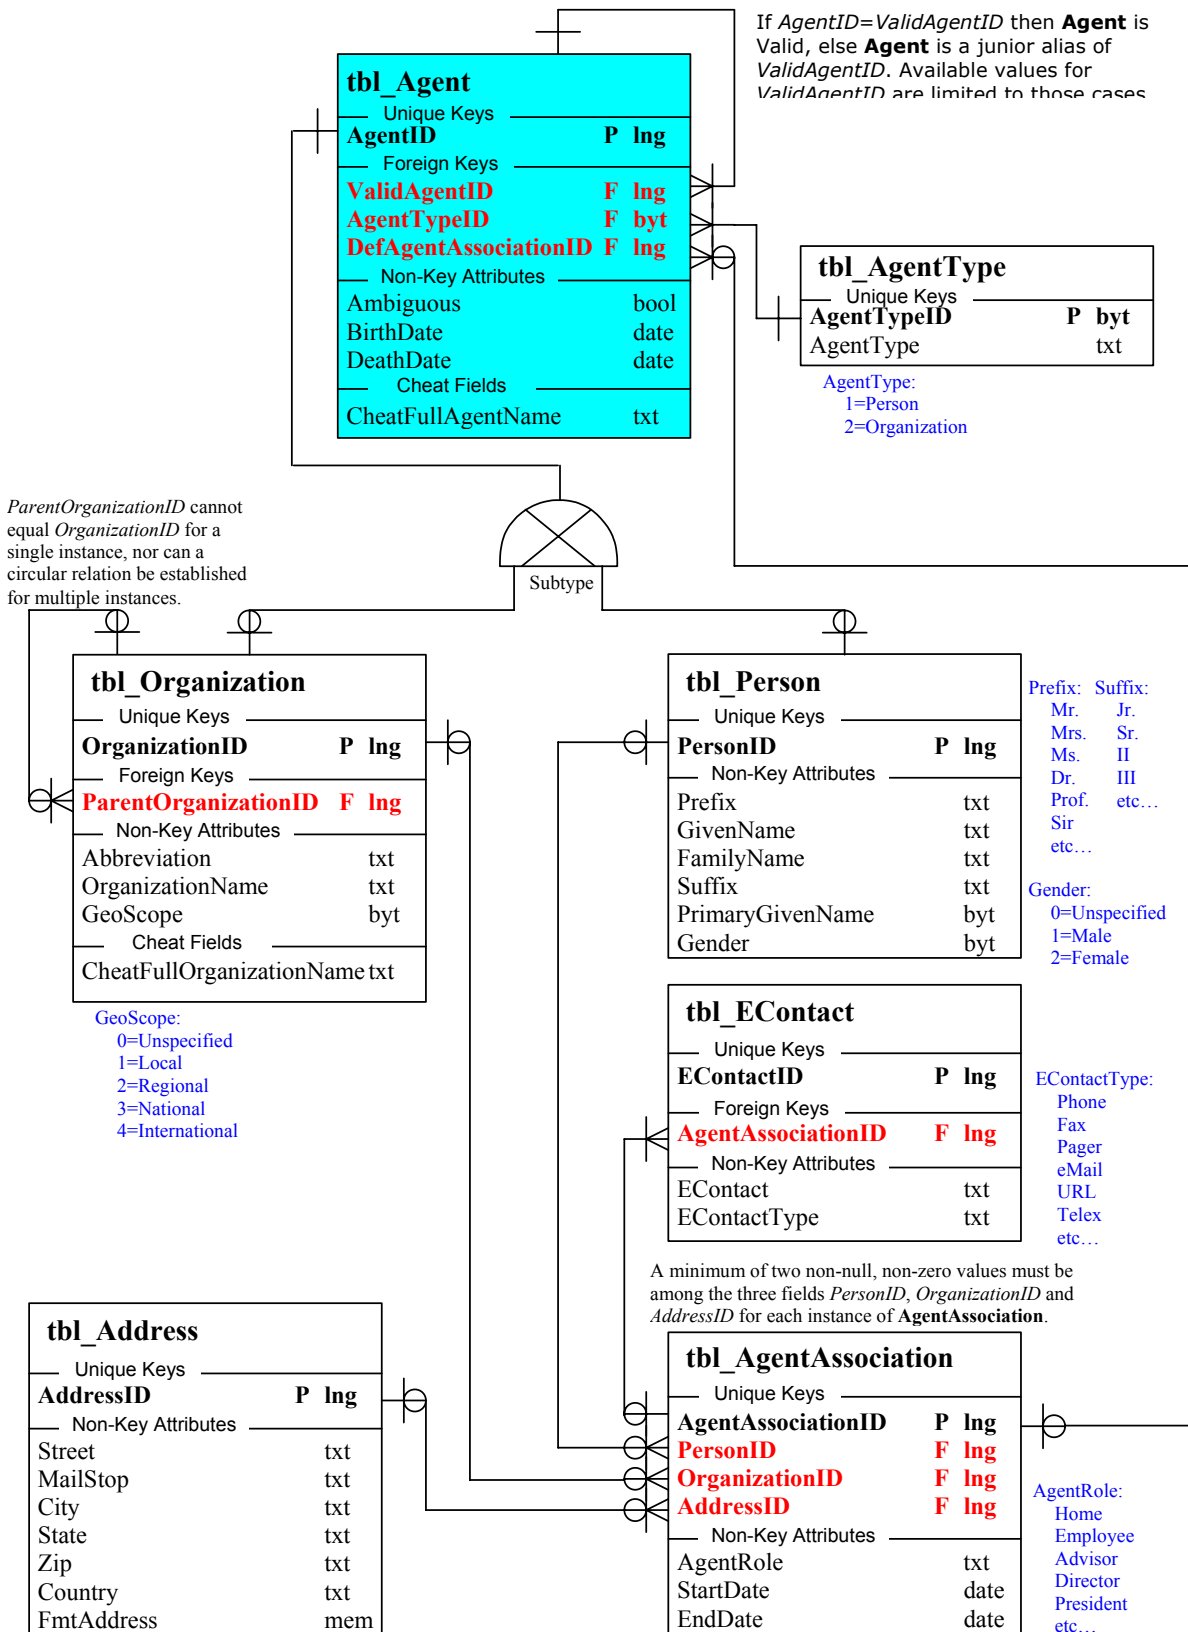 If AgentID=ValidAgentID then Agent is
Valid, else Agent is a junior alias of
ValidAgentID. Available values for
ValidAgentID are limited to those cases
tbl_Agent
Unique Keys
AgentID P lng
Foreign Keys
ValidAgentID F lng
AgentTypeID F byt
DefAgentAssociationID F lng
Non-Key Attributes
Ambiguous bool
BirthDate date
DeathDate date
Cheat Fields
CheatFullAgentName txt
tbl_AgentType
Unique Keys
AgentTypeID P byt
AgentType txt
AgentType:
1=Person
2=Organization
ParentOrganizationID cannot
equal OrganizationID for a
single instance, nor can a
circular relation be established
for multiple instances.
Subtype
tbl_Organization
Unique Keys
OrganizationID P lng
Foreign Keys
ParentOrganizationID F lng
Non-Key Attributes
Abbreviation txt
OrganizationName txt
GeoScope byt
Cheat Fields
CheatFullOrganizationName txt
GeoScope:
0=Unspecified
1=Local
2=Regional
3=National
4=International
tbl_Person
Unique Keys
PersonID P lng
Non-Key Attributes
Prefix txt
GivenName txt
FamilyName txt
Suffix txt
PrimaryGivenName byt
Gender byt
Prefix: Suffix:
Mr. Jr.
Mrs. Sr.
Ms. II
Dr. III
Prof. etc…
Sir
etc…
Gender:
0=Unspecified
1=Male
2=Female
tbl_EContact
Unique Keys
EContactID P lng
Foreign Keys
AgentAssociationID F lng
Non-Key Attributes
EContact txt
EContactType txt
EContactType:
Phone
Fax
Pager
eMail
URL
Telex
etc…
A minimum of two non-null, non-zero values must be
among the three fields PersonID, OrganizationID and
AddressID for each instance of AgentAssociation.
tbl_Address
Unique Keys
AddressID P lng
Non-Key Attributes
Street txt
MailStop txt
City txt
State txt
Zip txt
Country txt
FmtAddress mem
tbl_AgentAssociation
Unique Keys
AgentAssociationID P lng
PersonID F lng
OrganizationID F lng
AddressID F lng
Non-Key Attributes
AgentRole txt
StartDate date
EndDate date
AgentRole:
Home
Employee
Advisor
Director
President
etc…